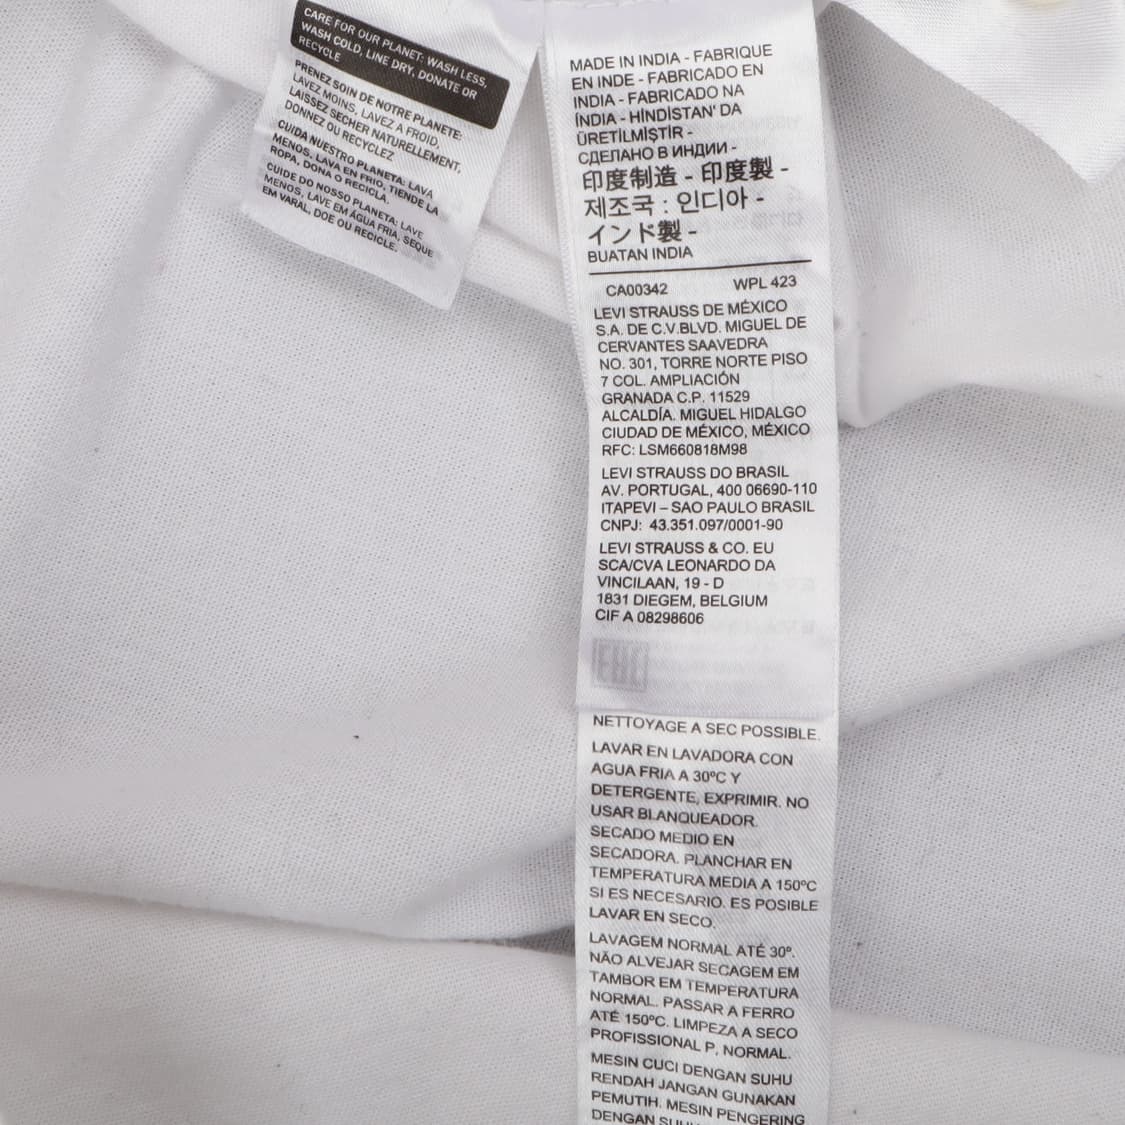 CARE FOR OUR PLANET: WASH LESS,
WASH COLD, LINE DRY, DONATE OR
RECYCLE
PRENEZ SOIN DE NOTRE PLANETE:
LAVEZ MOINS, LAVEZ A FROID,
LAISSEZ SECHER NATURELLEMENT,
DONNEZ OU RECYCLEZ
CUIDA NUESTRO PLANETA: LAVA
MENOS, LAVA EN FRIO, TIENDE LA
ROPA, DONA O RECICLA.
CUIDE DO NOSSO PLANETA: LAVE
MENOS, LAVE EM ÁGUA FRIA, SEQUE
EM VARAL, DOE OU RECICLE.
MADE IN INDIA - FABRIQUE
EN INDE - FABRICADO EN
INDIA - FABRICADO NA
ÍNDIA - HİNDİSTAN' DA
ÜRETİLMİŞTİR -
СДЕЛАНО В ИНДИИ -
印度制造 - 印度製 -
제조국 : 인디아 -
インド製 -
BUATAN INDIA
CA00342 WPL 423
LEVI STRAUSS DE MÉXICO
S.A. DE C.V.BLVD. MIGUEL DE
CERVANTES SAAVEDRA
NO. 301, TORRE NORTE PISO
7 COL. AMPLIACIÓN
GRANADA C.P. 11529
ALCALDÍA. MIGUEL HIDALGO
CIUDAD DE MÉXICO, MÉXICO
RFC: LSM660818M98
LEVI STRAUSS DO BRASIL
AV. PORTUGAL, 400 06690-110
ITAPEVI – SAO PAULO BRASIL
CNPJ: 43.351.097/0001-90
LEVI STRAUSS & CO. EU
SCA/CVA LEONARDO DA
VINCILAAN, 19 - D
1831 DIEGEM, BELGIUM
CIF A 08298606
EAC
NETTOYAGE A SEC POSSIBLE.
LAVAR EN LAVADORA CON
AGUA FRIA A 30ºC Y
DETERGENTE, EXPRIMIR. NO
USAR BLANQUEADOR.
SECADO MEDIO EN
SECADORA. PLANCHAR EN
TEMPERATURA MEDIA A 150ºC
SI ES NECESARIO. ES POSIBLE
LAVAR EN SECO.
LAVAGEM NORMAL ATÉ 30º.
NÃO ALVEJAR SECAGEM EM
TAMBOR EM TEMPERATURA
NORMAL. PASSAR A FERRO
ATÉ 150ºC. LIMPEZA A SECO
PROFISSIONAL P, NORMAL.
MESIN CUCI DENGAN SUHU
RENDAH JANGAN GUNAKAN
PEMUTIH. MESIN PENGERING
DENGAN